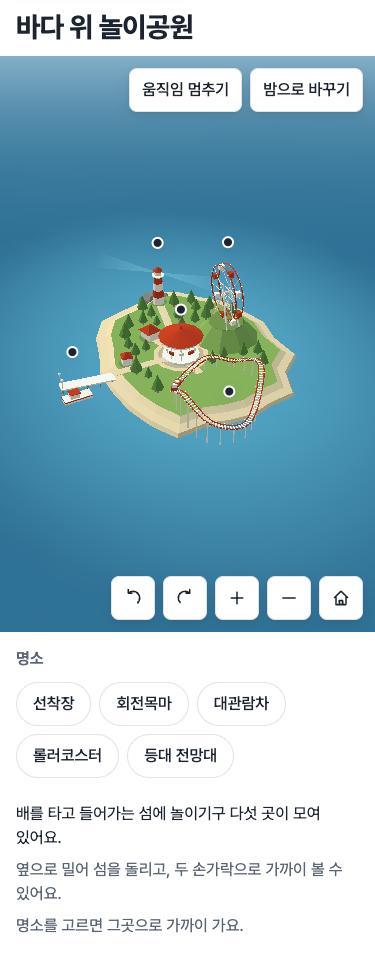 바다 위 놀이공원
움직임 멈추기
밤으로 바꾸기
명소
선착장
회전목마
대관람차
롤러코스터
등대 전망대
배를 타고 들어가는 섬에 놀이기구 다섯 곳이 모여
있어요.
옆으로 밀어 섬을 돌리고, 두 손가락으로 가까이 볼 수
있어요.
명소를 고르면 그곳으로 가까이 가요.